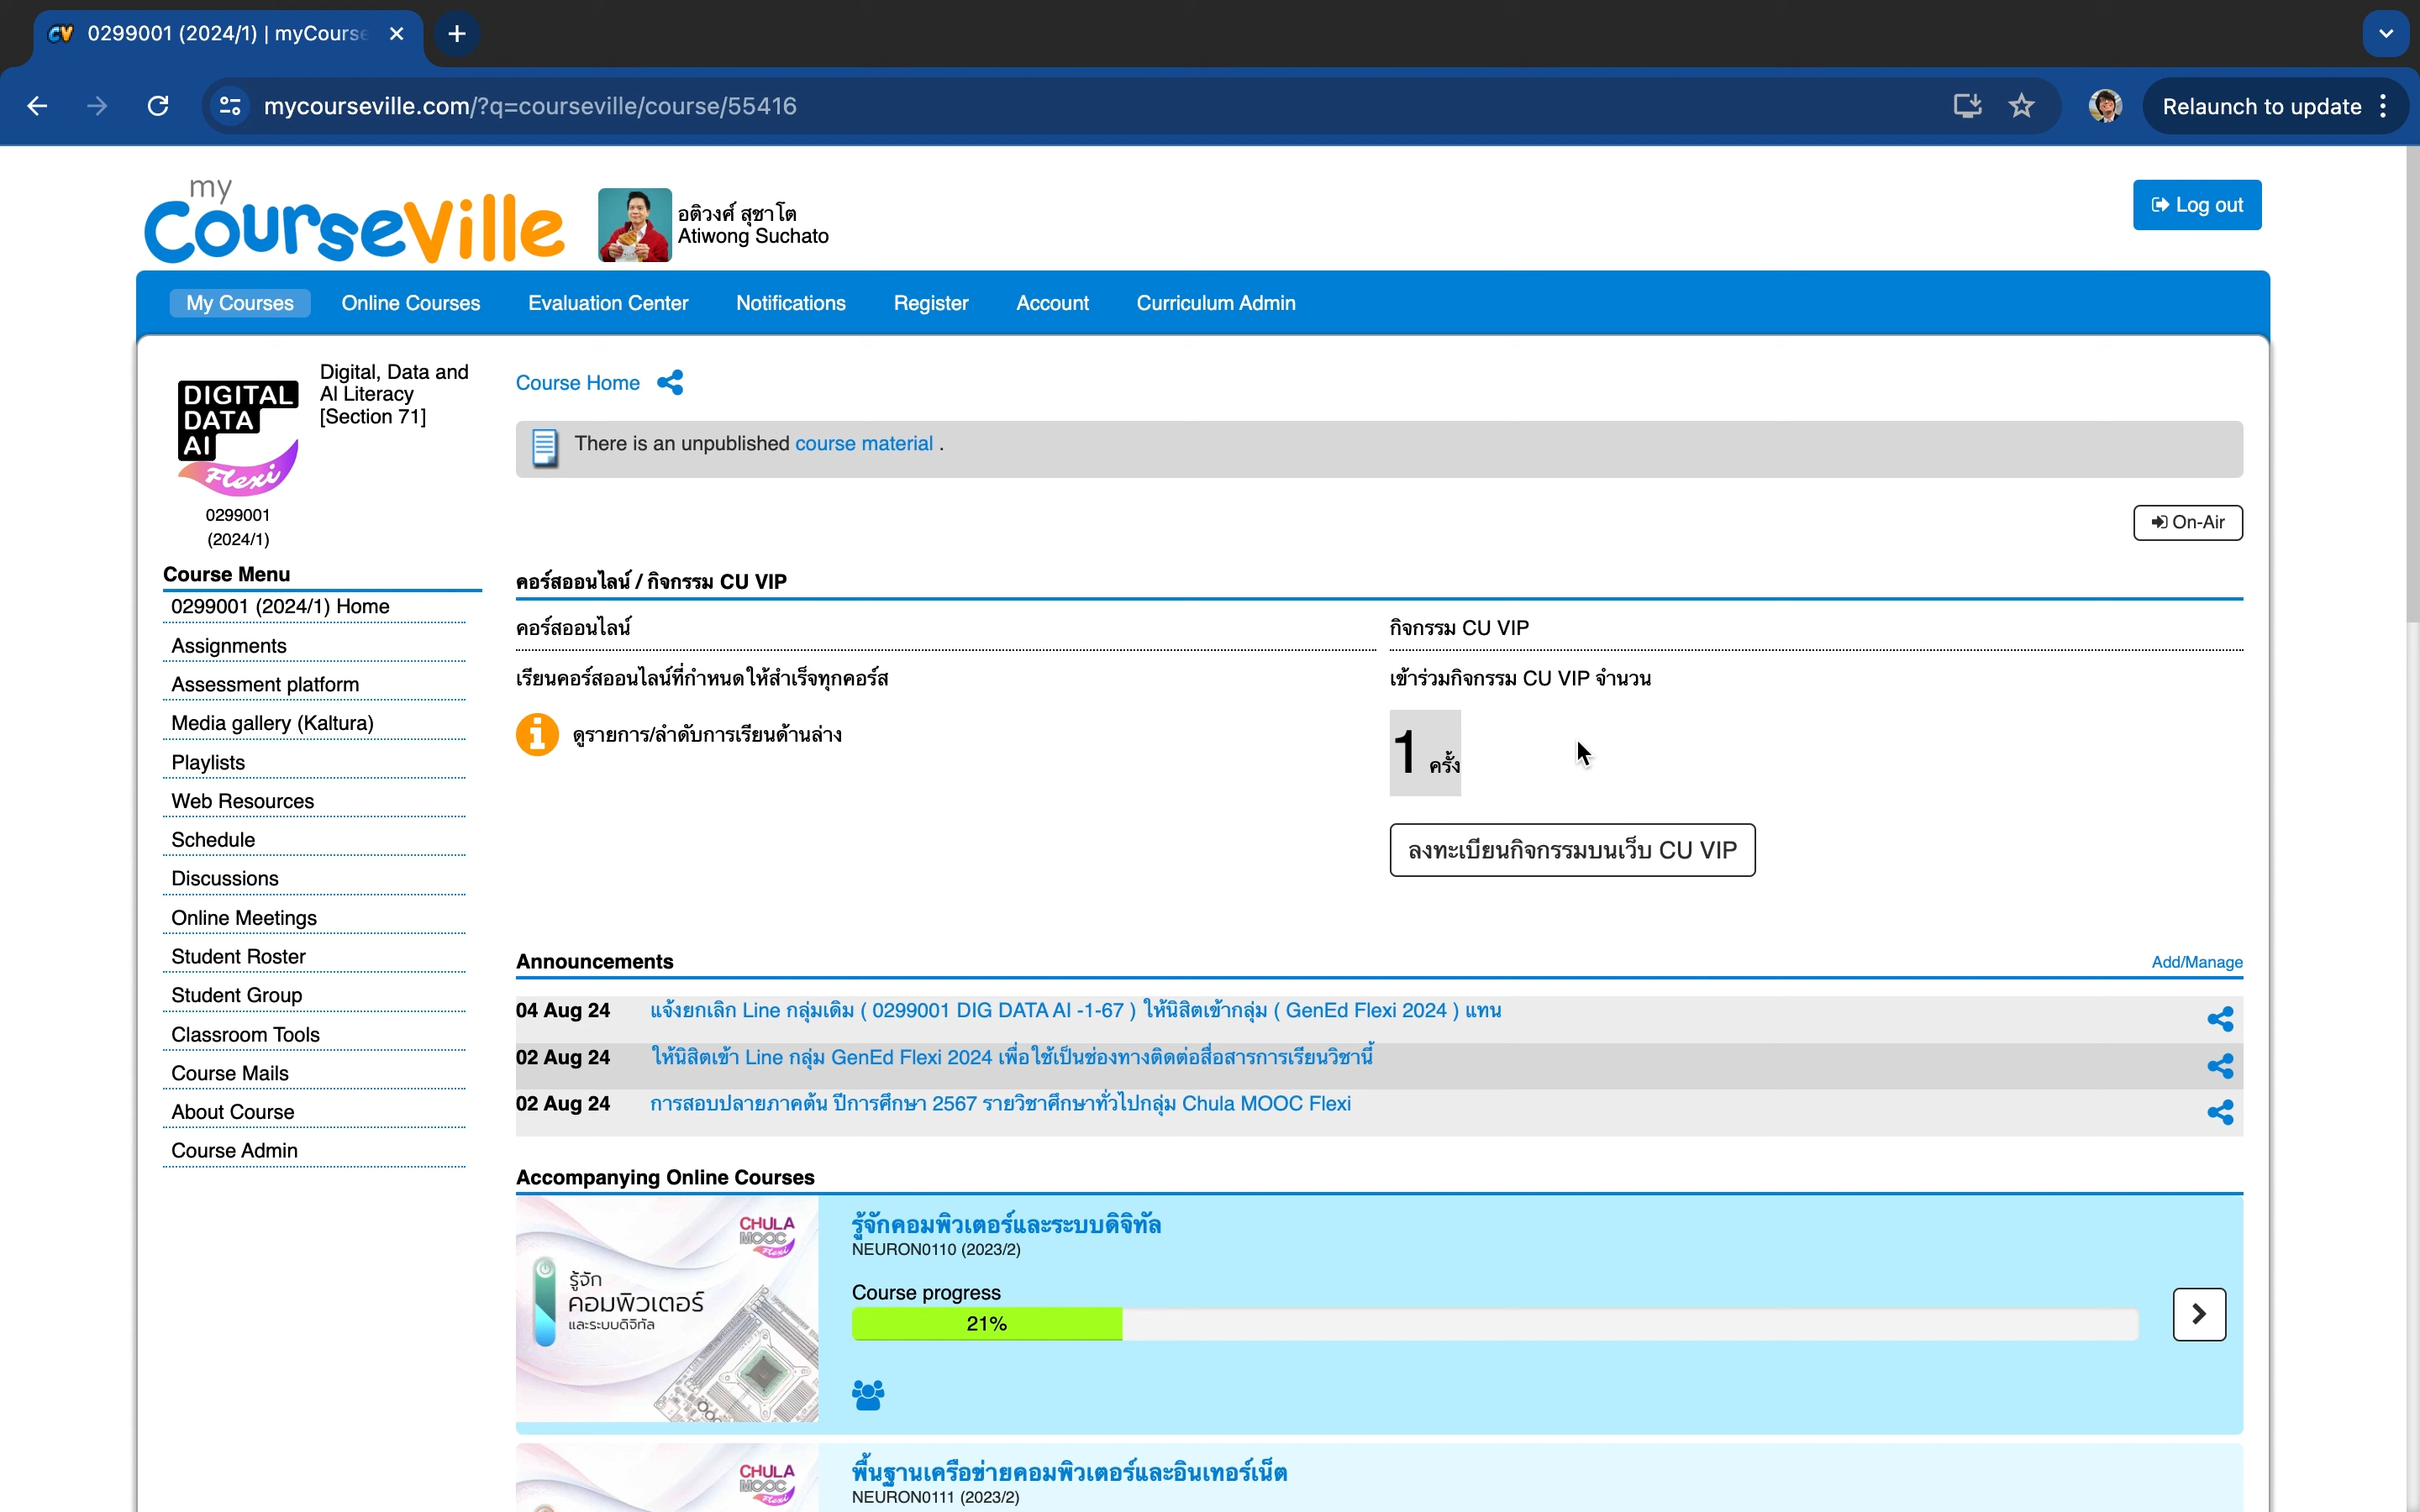 0299001 (2024/1) | myCourse
mycourseville.com/?q=courseville/course/55416
Relaunch to update
my
CourseVille
อติวงศ์ สุชาโต
Atiwong Suchato
Log out
My Courses
Online Courses
Evaluation Center
Notifications
Register
Account
Curriculum Admin
DIGITAL
DATA
AI
Flexi
Digital, Data and
AI Literacy
[Section 71]
0299001
(2024/1)
Course Menu
0299001 (2024/1) Home
Assignments
Assessment platform
Media gallery (Kaltura)
Playlists
Web Resources
Schedule
Discussions
Online Meetings
Student Roster
Student Group
Classroom Tools
Course Mails
About Course
Course Admin
Course Home
There is an unpublished course material .
On-Air
คอร์สออนไลน์ / กิจกรรม CU VIP
คอร์สออนไลน์
เรียนคอร์สออนไลน์ที่กำหนดให้สำเร็จทุกคอร์ส
ดูรายการ/ลำดับการเรียนด้านล่าง
กิจกรรม CU VIP
เข้าร่วมกิจกรรม CU VIP จำนวน
1 ครั้ง
ลงทะเบียนกิจกรรมบนเว็บ CU VIP
Announcements
Add/Manage
04 Aug 24 แจ้งยกเลิก Line กลุ่มเดิม ( 0299001 DIG DATA AI -1-67 ) ให้นิสิตเข้ากลุ่ม ( GenEd Flexi 2024 ) แทน
02 Aug 24 ให้นิสิตเข้า Line กลุ่ม GenEd Flexi 2024 เพื่อใช้เป็นช่องทางติดต่อสื่อสารการเรียนวิชานี้
02 Aug 24 การสอบปลายภาคต้น ปีการศึกษา 2567 รายวิชาศึกษาทั่วไปกลุ่ม Chula MOOC Flexi
Accompanying Online Courses
CHULA
MOOC
Flexi
รู้จัก
คอมพิวเตอร์
และระบบดิจิทัล
รู้จักคอมพิวเตอร์และระบบดิจิทัล
NEURON0110 (2023/2)
Course progress
21%
CHULA
MOOC
Flexi
พื้นฐานเครือข่ายคอมพิวเตอร์และอินเทอร์เน็ต
NEURON0111 (2023/2)